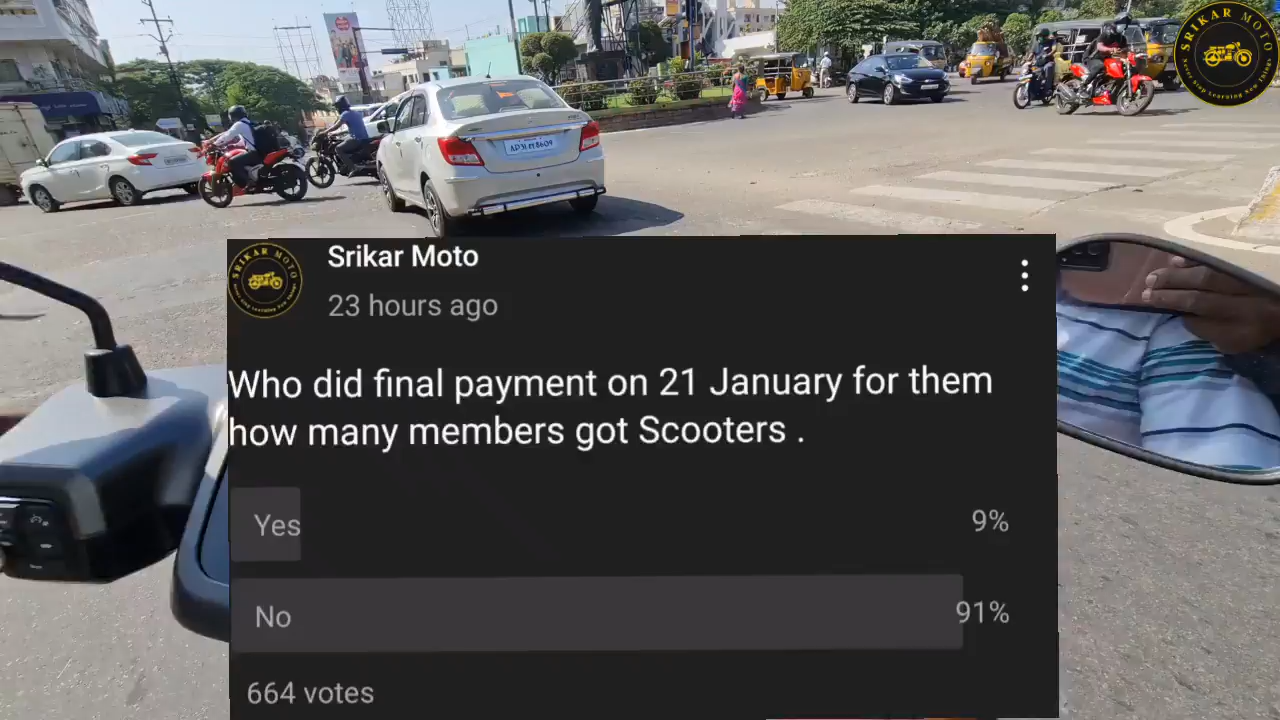 SRIKAR MOTO
AP 31
8609
Srikar Moto
23 hours ago
Who did final payment on 21 January for them
how many members got Scooters .
Yes
9%
No
91%
664 votes